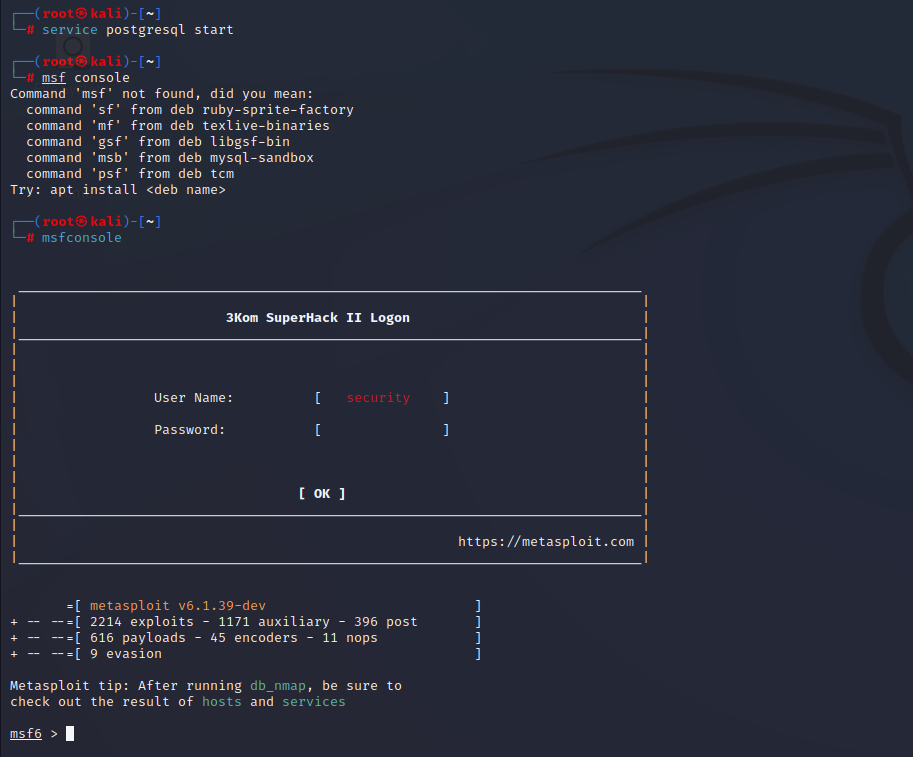 ┌──(root㉿kali)-[~]
└─# service postgresql start
┌──(root㉿kali)-[~]
└─# msf console
Command 'msf' not found, did you mean:
command 'sf' from deb ruby-sprite-factory
command 'mf' from deb texlive-binaries
command 'gsf' from deb libgsf-bin
command 'msb' from deb mysql-sandbox
command 'psf' from deb tcm
Try: apt install <deb name>
┌──(root㉿kali)-[~]
└─# msfconsole
3Kom SuperHack II Logon
User Name: [ security ]
Password: [ ]
[ OK ]
https://metasploit.com
=[ metasploit v6.1.39-dev ]
+ -- --=[ 2214 exploits - 1171 auxiliary - 396 post ]
+ -- --=[ 616 payloads - 45 encoders - 11 nops ]
+ -- --=[ 9 evasion ]
Metasploit tip: After running db_nmap, be sure to
check out the result of hosts and services
msf6 >